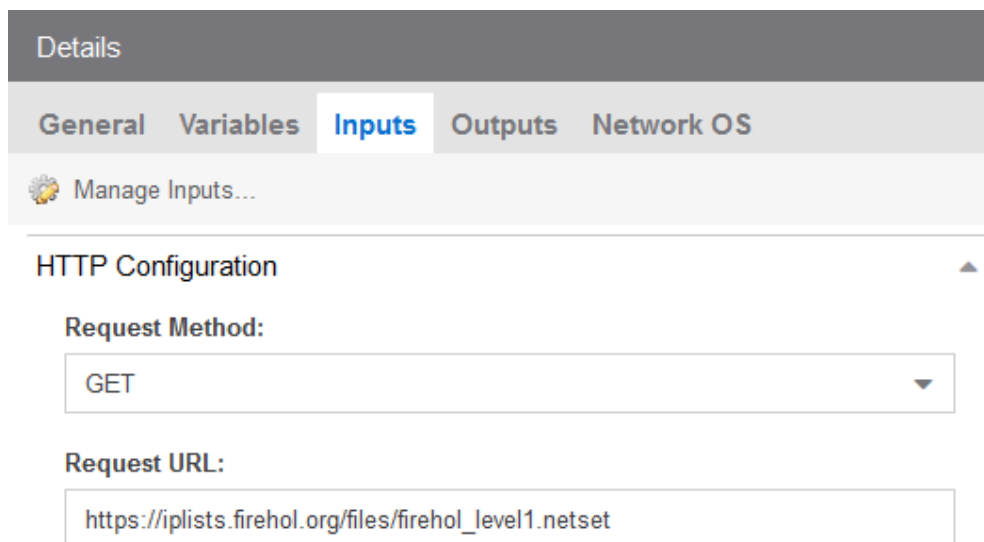 Details
General Variables Inputs Outputs Network OS
Manage Inputs...
HTTP Configuration
Request Method:
GET
Request URL:
https://iplists.firehol.org/files/firehol_level1.netset